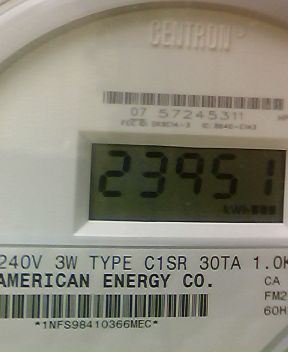 CENTRON®
07 57245311
23951
240V 3W TYPE C1SR 30TA 1.0K
AMERICAN ENERGY CO.
CA
FM2
60H
*1NFS98410366MEC*